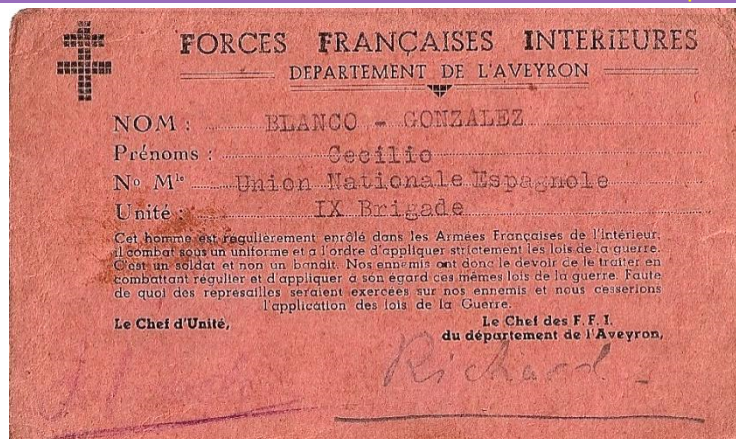 FORCES FRANÇAISES INTERIEURES
DEPARTEMENT DE L'AVEYRON
NOM : BLANCO - GONZALEZ
Prénoms : Cecilio
No Mle Union Nationale Espagnole
Unité : IX Brigade
Cet homme est régulièrement enrôlé dans les Armées Françaises de l'Intérieur,
il combat sous un uniforme et a l'ordre d'appliquer strictement les lois de la guerre.
C'est un soldat et non un bandit. Nos ennemis ont donc le devoir de le traiter en
combattant régulier et d'appliquer a son égard ces mêmes lois de la guerre. Faute
de quoi des représailles seraient exercées sur nos ennemis et nous cesserions
l'application des lois de la Guerre.
Le Chef d'Unité,
Le Chef des F. F. I.
du département de l'Aveyron,
Richard